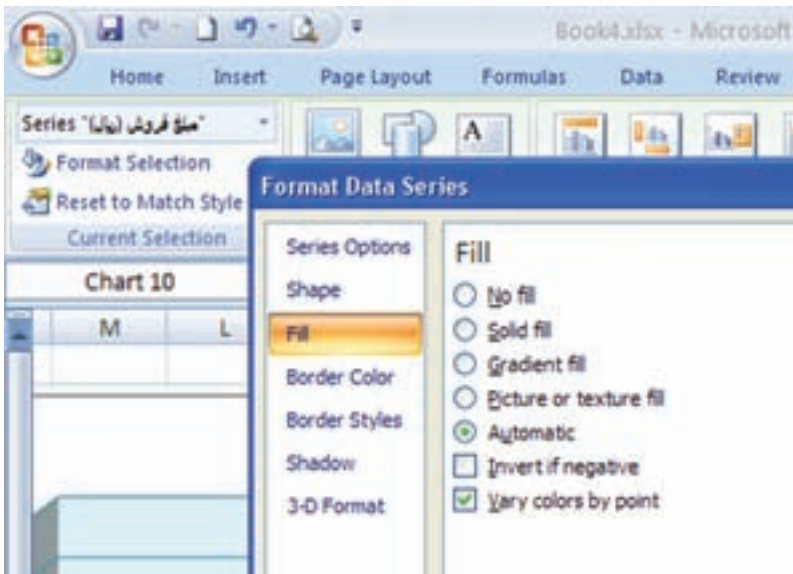 Book4.xlsx - Microsoft
Home Insert Page Layout Formulas Data Review
Series "مبلغ فروش (ریال)"
Format Selection
Reset to Match Style
Current Selection
Chart 10
M L
Format Data Series
Series Options
Shape
Fill
Border Color
Border Styles
Shadow
3-D Format
Fill
No fill
Solid fill
Gradient fill
Picture or texture fill
Automatic
Invert if negative
Vary colors by point